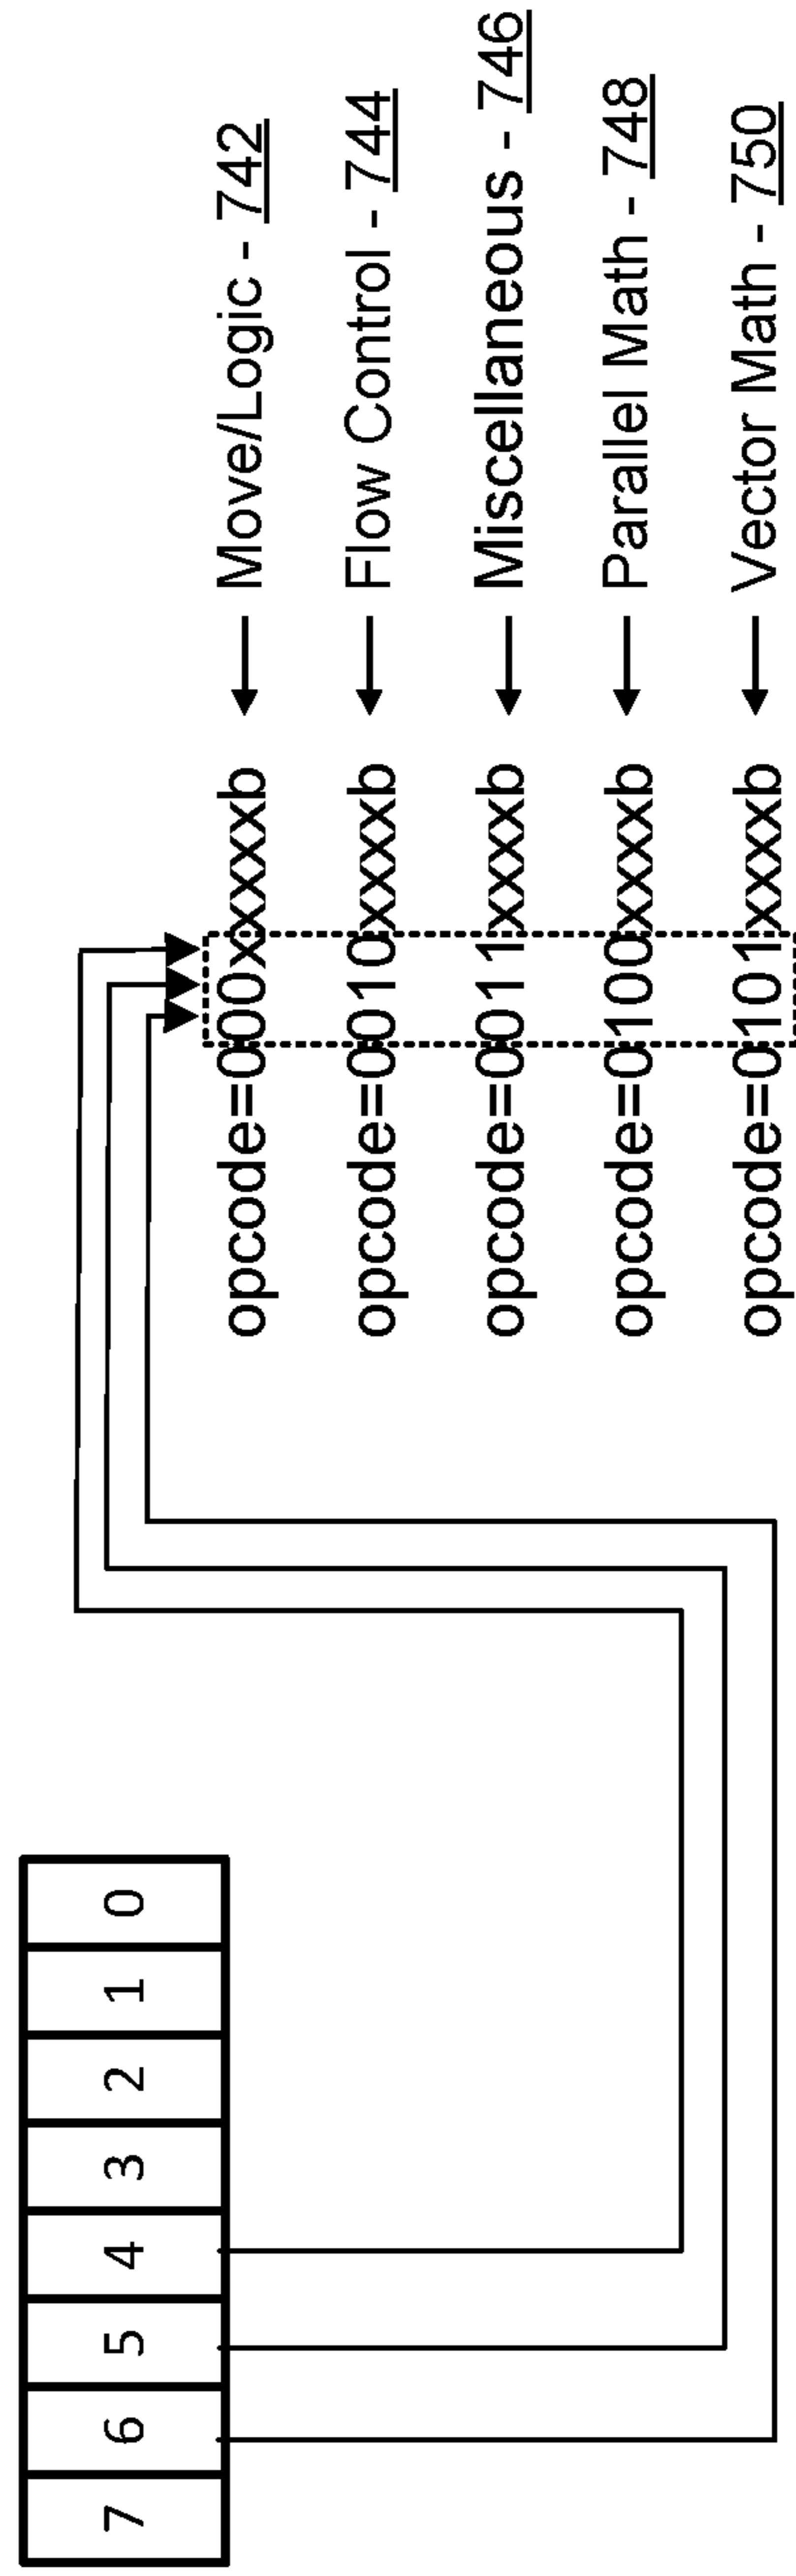 7 6 5 4 3 2 1 0
opcode=000xxxxxb Move/Logic - 742
opcode=0010xxxxb Flow Control - 744
opcode=0011xxxxb Miscellaneous - 746
opcode=0100xxxxb Parallel Math - 748
opcode=0101xxxxb Vector Math - 750